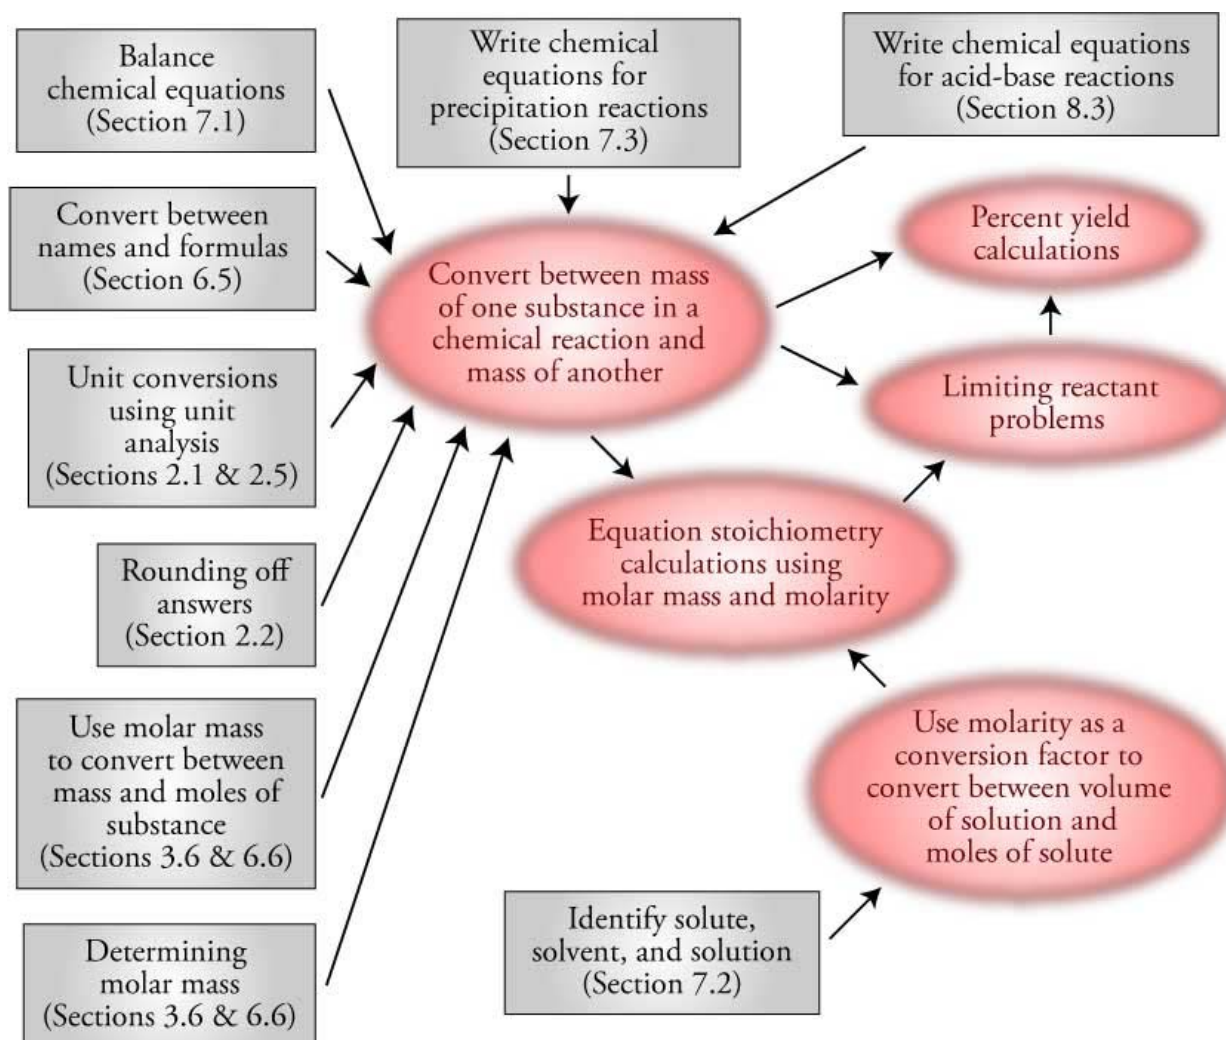 Balance
chemical equations
(Section 7.1)
Write chemical
equations for
precipitation reactions
(Section 7.3)
Write chemical equations
for acid-base reactions
(Section 8.3)
Convert between
names and formulas
(Section 6.5)
Convert between mass
of one substance in a
chemical reaction and
mass of another
Percent yield
calculations
Unit conversions
using unit
analysis
(Sections 2.1 & 2.5)
Limiting reactant
problems
Rounding off
answers
(Section 2.2)
Equation stoichiometry
calculations using
molar mass and molarity
Use molar mass
to convert between
mass and moles of
substance
(Sections 3.6 & 6.6)
Use molarity as a
conversion factor to
convert between volume
of solution and
moles of solute
Determining
molar mass
(Sections 3.6 & 6.6)
Identify solute,
solvent, and solution
(Section 7.2)